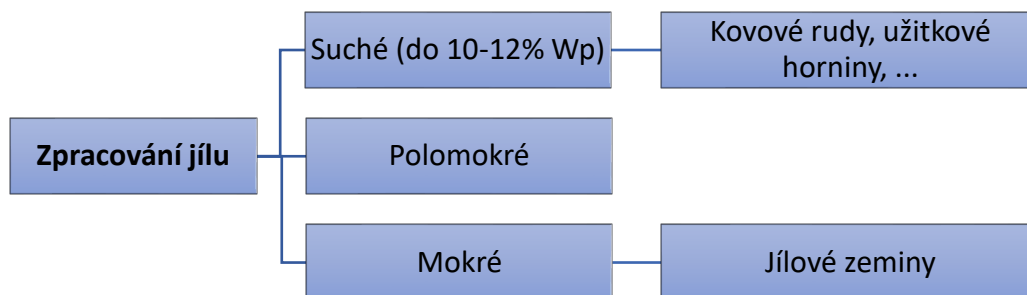 Zpracování jílu
Suché (do 10-12% Wp)
Kovové rudy, užitkové
horniny, ...
Polomokré
Mokré
Jílové zeminy